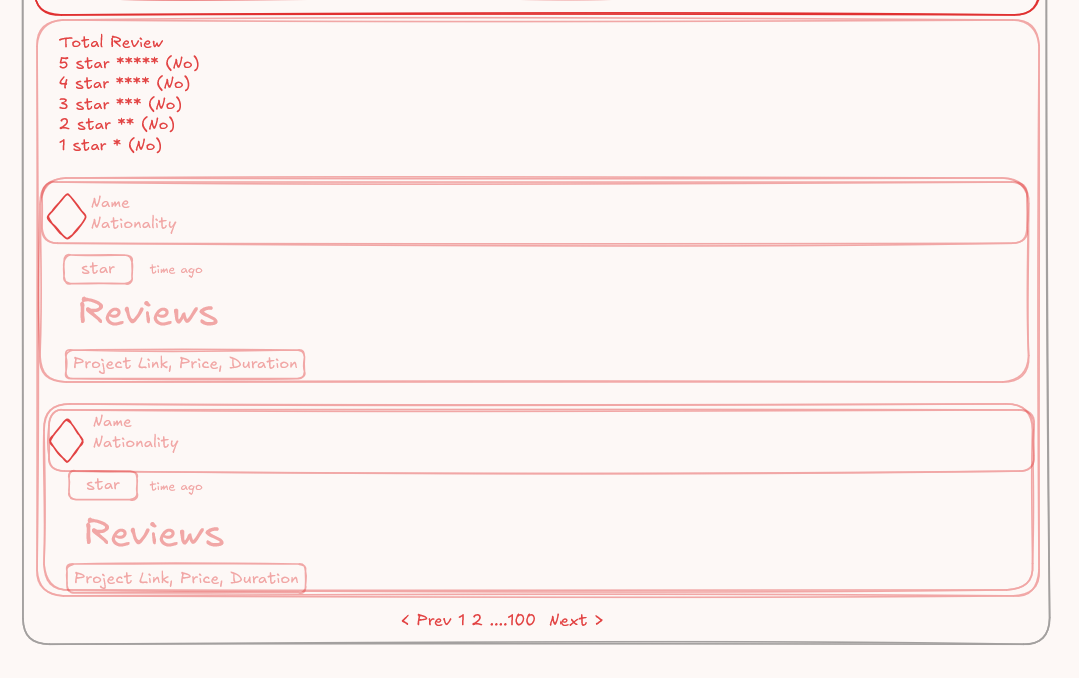 Total Review
5 star ***** (No)
4 star **** (No)
3 star *** (No)
2 star ** (No)
1 star * (No)
Name
Nationality
star time ago
Reviews
Project Link, Price, Duration
Name
Nationality
star time ago
Reviews
Project Link, Price, Duration
< Prev 1 2 ....100 Next >